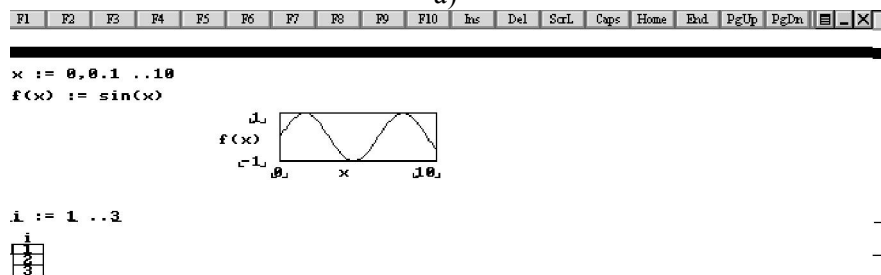 a)
F1 F2 F3 F4 F5 F6 F7 F8 F9 F10 Ins Del ScrL Caps Home End PgUp PgDn
x := 0,0.1 ..10
f(x) := sin(x)
1
f(x)
-1
0 x 10
i := 1 ..3
i
1
2
3